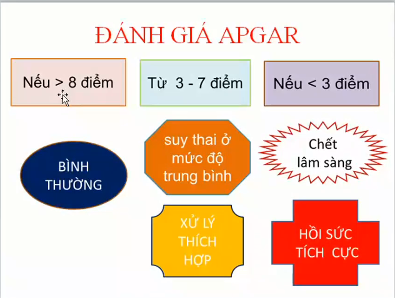 ĐÁNH GIÁ APGAR
Nếu > 8 điểm
Từ 3 - 7 điểm
Nếu < 3 điểm
BÌNH
THƯỜNG
suy thai ở
mức độ
trung bình
Chết
lâm sàng
XỬ LÝ
THÍCH
HỢP
HỒI SỨC
TÍCH CỰC